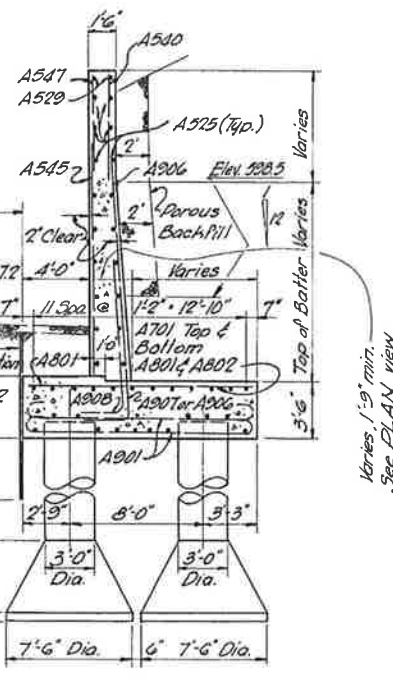 1'-6"
A540
A547
A529
A525 (Typ.)
2'
A545
A906
Elev. 598.5
Varies
2'
Porous
Backfill
12
2" Clear
Varies
Top of Batter Varies
4'-0"
7"
11 Spa.
1'-2" = 12'-10"
7"
1'-0"
A701 Top &
Bottom
A801
A801 & A802
A908
A907 or A906
3'-6"
A901
2'-9"
8'-0"
3'-3"
3'-0"
Dia.
3'-0"
Dia.
7'-6" Dia.
6"
7'-6" Dia.
Varies, 1'-9" min.
See PLAN view